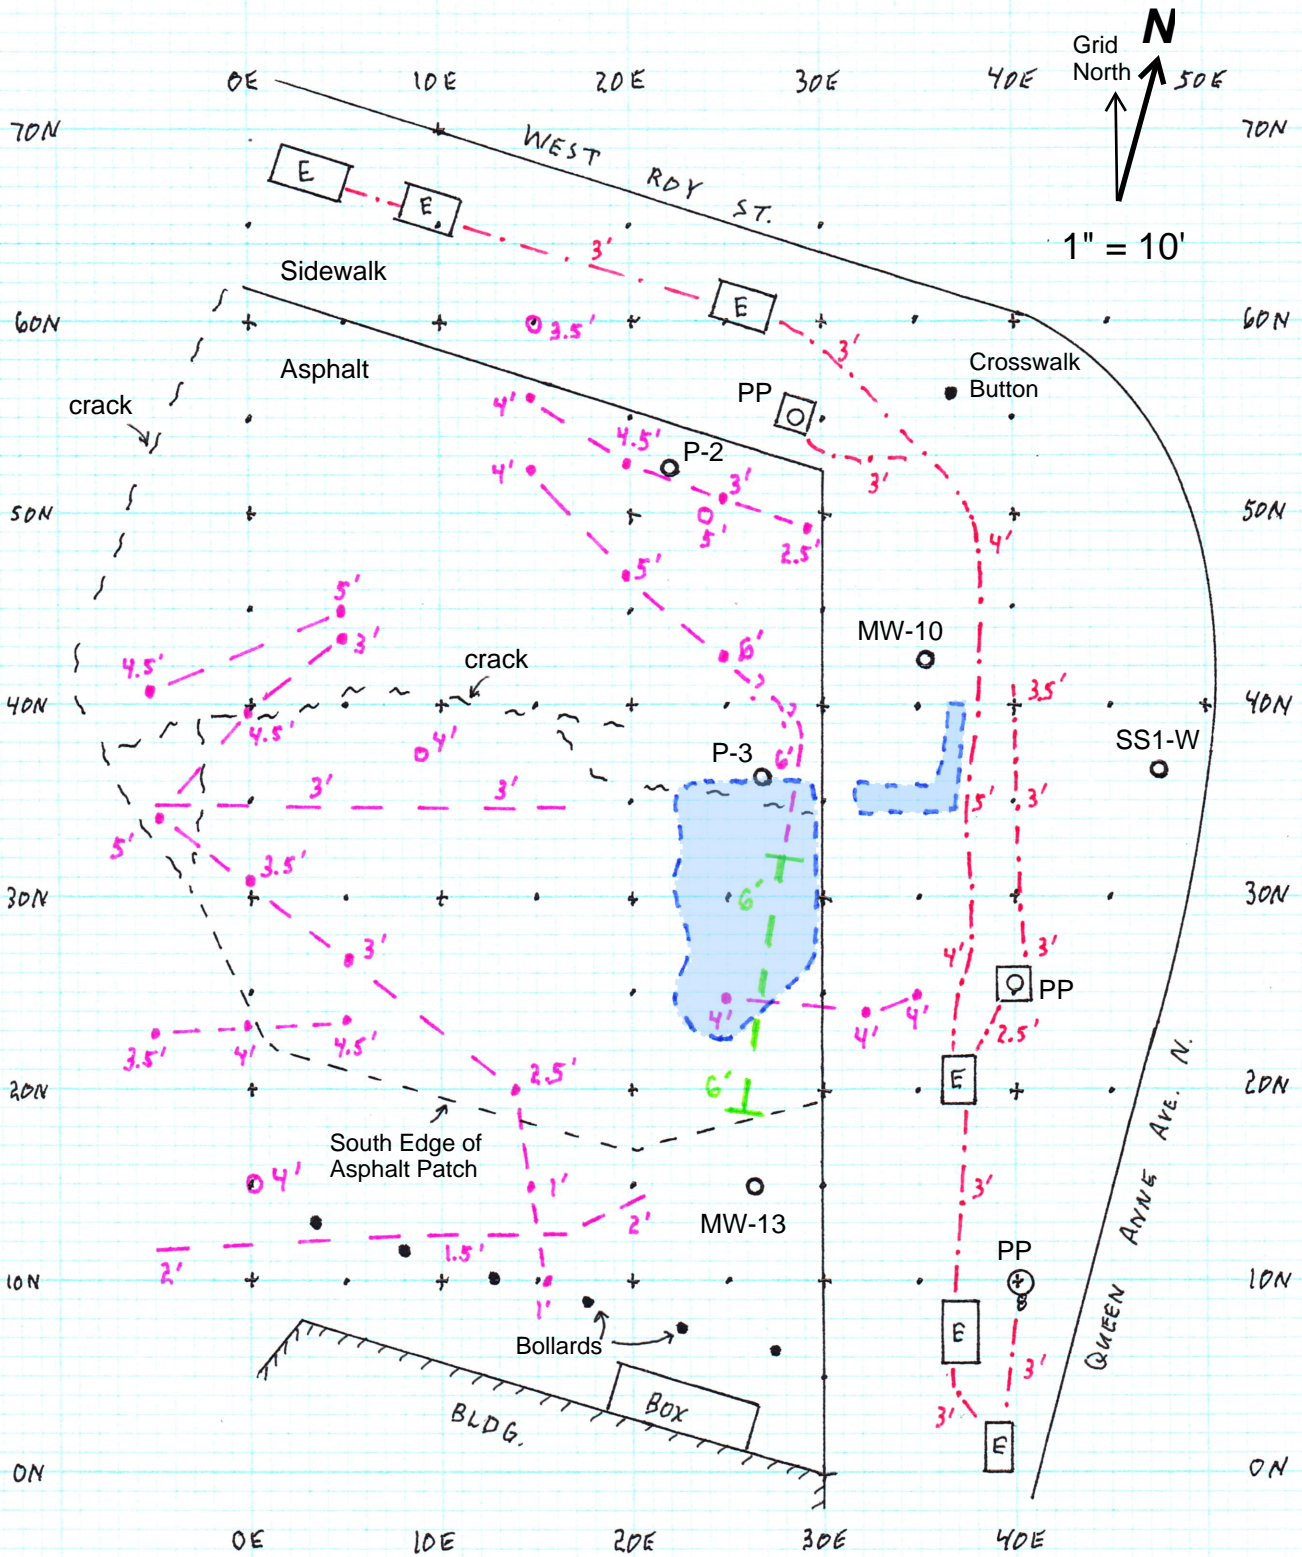 N
Grid
North
0E 10E 20E 30E 40E 50E
70N 70N
WEST ROY ST.
E
E
1" = 10'
3'
Sidewalk
E
60N 3.5' 60N
3'
Asphalt
Crosswalk
Button
PP
crack
4'
4.5'
P-2
4'
3'
3'
50N 5' 50N
2.5'
4'
5'
5'
MW-10
3'
6'
crack
4.5'
3.5'
40N 40N
4.5'
4'
SS1-W
P-3
6'
3' 3'
5' 3'
5'
3.5'
30N 6' 30N
3'
4' 3'
PP
4'
4' 4'
3.5' 4' 4.5'
2.5'
2.5'
E
20N 6' 20N
South Edge of
Asphalt Patch
4'
1'
3'
2'
MW-13
1.5'
PP
2'
10N 10N
1'
E
Bollards
3'
QUEEN ANNE AVE. N.
BOX
3'
BLDG.
E
0N 0N
0E 10E 20E 30E 40E